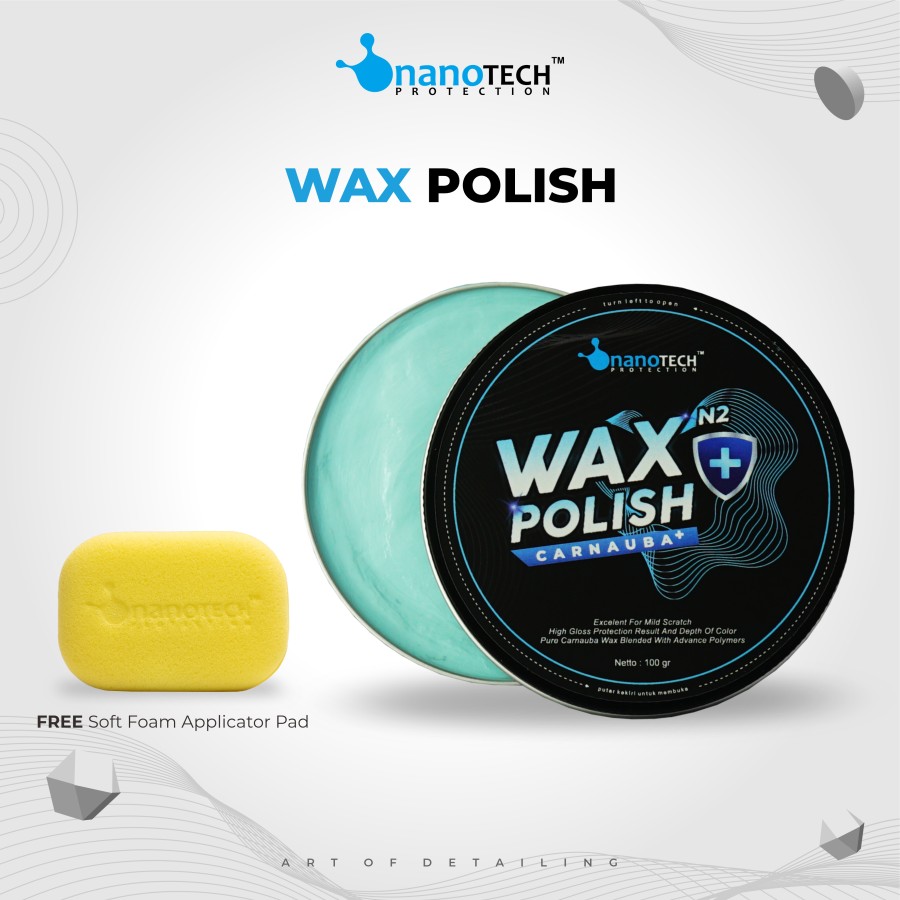 nanoTECH™
PROTECTION
WAX POLISH
turn left to open
nanoTECH™
PROTECTION
N2
WAX
POLISH
CARNAUBA+
Excelent For Mild Scratch
High Gloss Protection Result And Depth Of Color
Pure Carnauba Wax Blended With Advance Polymers
Netto : 100 gr
putar kekiri untuk membuka
nanoTECH™
FREE Soft Foam Applicator Pad
ART OF DETAILING